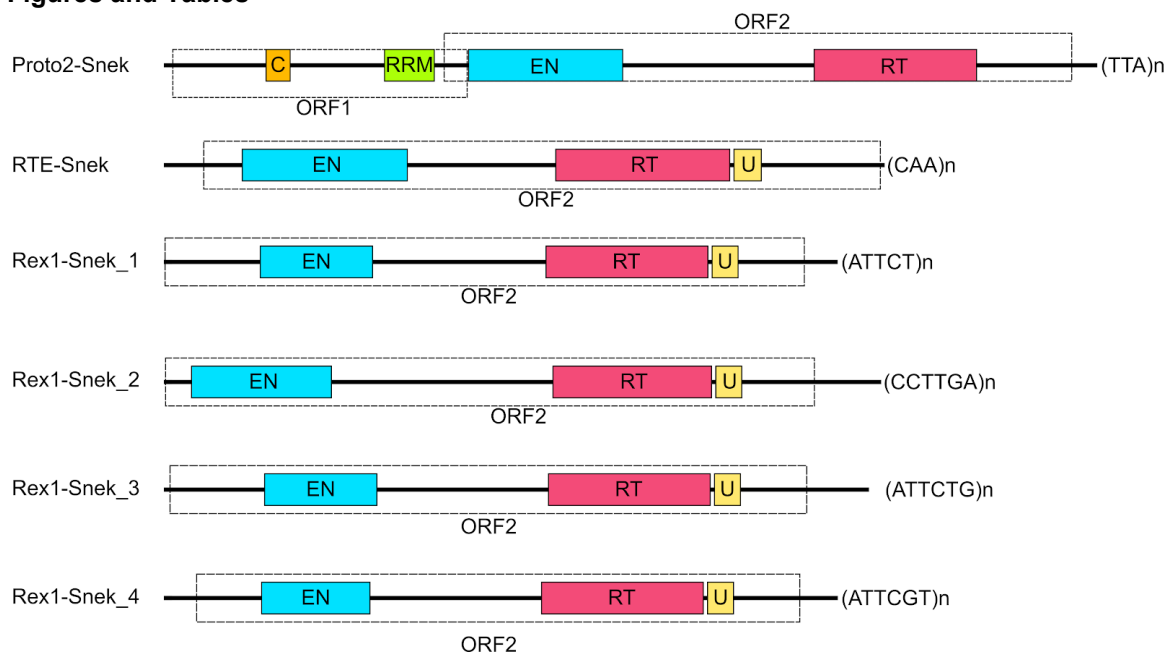 Figures and Tables
ORF2
Proto2-Snek C RRM EN RT (TTA)n
ORF1
RTE-Snek EN RT U (CAA)n
ORF2
Rex1-Snek_1 EN RT U (ATTCT)n
ORF2
Rex1-Snek_2 EN RT U (CCTTGA)n
ORF2
Rex1-Snek_3 EN RT U (ATTCTG)n
ORF2
Rex1-Snek_4 EN RT U (ATTCGT)n
ORF2